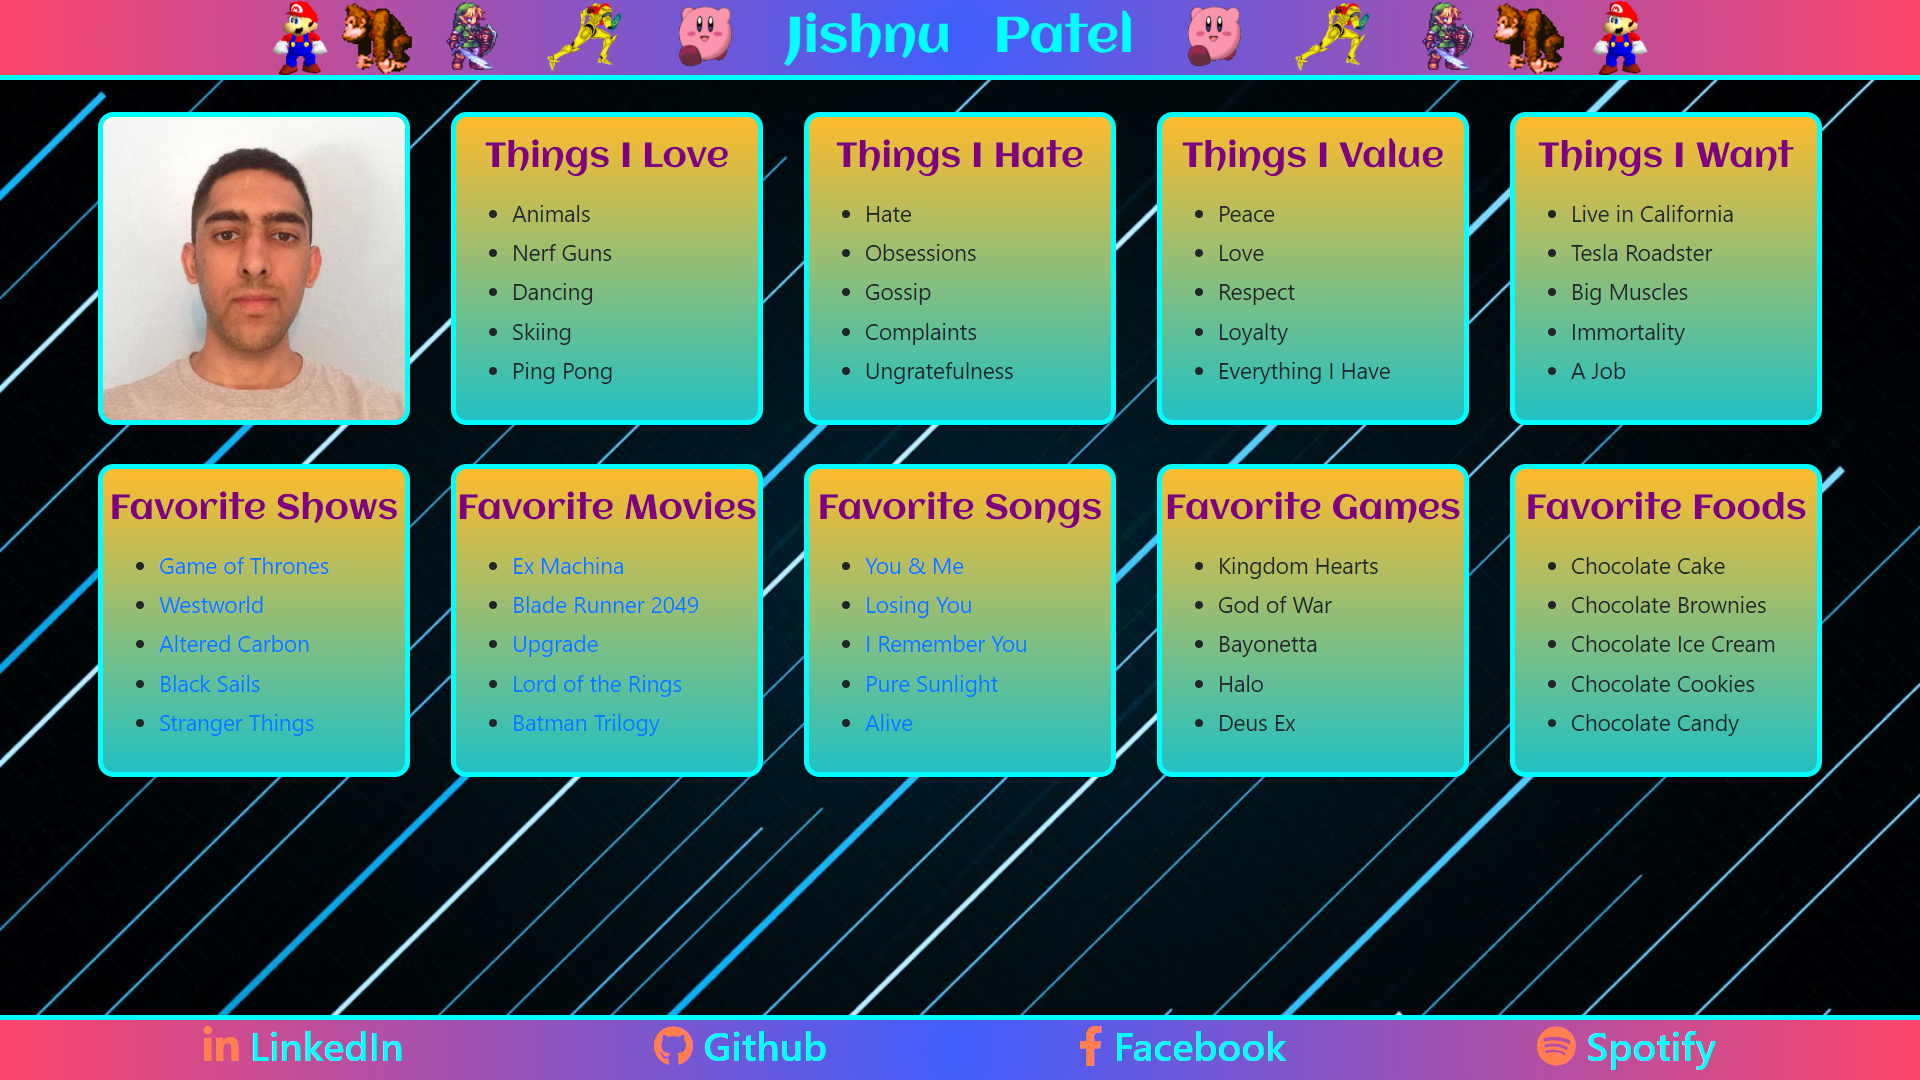 Jishnu Patel
Things I Love
Animals
Nerf Guns
Dancing
Skiing
Ping Pong
Things I Hate
Hate
Obsessions
Gossip
Complaints
Ungratefulness
Things I Value
Peace
Love
Respect
Loyalty
Everything I Have
Things I Want
Live in California
Tesla Roadster
Big Muscles
Immortality
A Job
Favorite Shows
Game of Thrones
Westworld
Altered Carbon
Black Sails
Stranger Things
Favorite Movies
Ex Machina
Blade Runner 2049
Upgrade
Lord of the Rings
Batman Trilogy
Favorite Songs
You & Me
Losing You
I Remember You
Pure Sunlight
Alive
Favorite Games
Kingdom Hearts
God of War
Bayonetta
Halo
Deus Ex
Favorite Foods
Chocolate Cake
Chocolate Brownies
Chocolate Ice Cream
Chocolate Cookies
Chocolate Candy
LinkedIn
Github
Facebook
Spotify